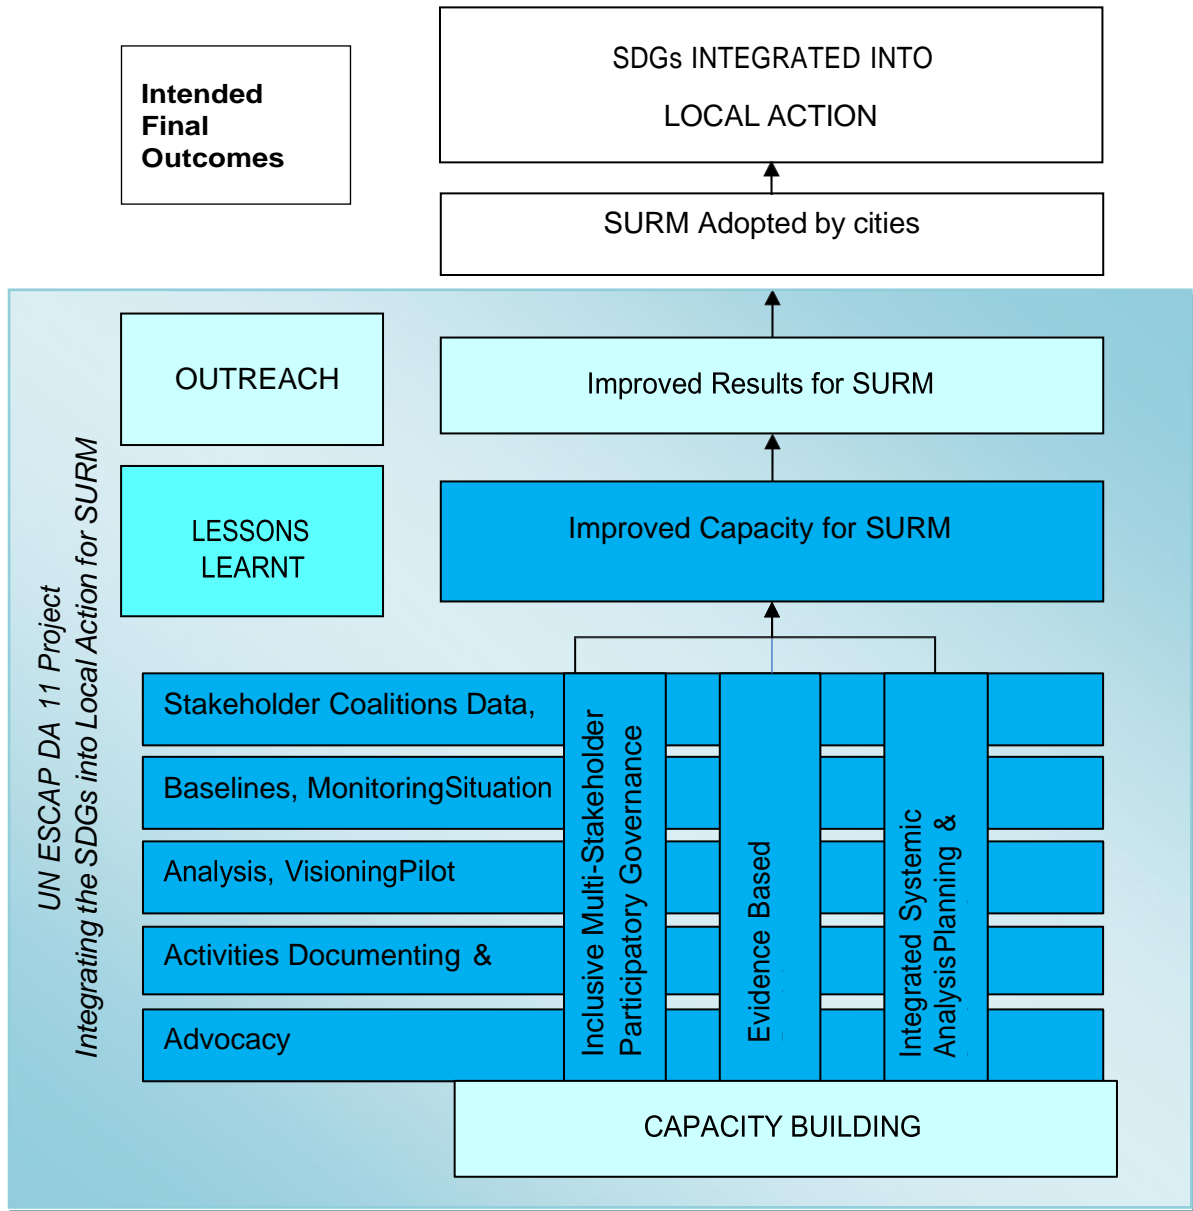 SDGs INTEGRATED INTO
LOCAL ACTION
Intended
Final
Outcomes
SURM Adopted by cities
OUTREACH
Improved Results for SURM
LESSONS
LEARNT
Improved Capacity for SURM
UN ESCAP DA 11 Project
Integrating the SDGs into Local Action for SURM
Stakeholder Coalitions Data,
Baselines, MonitoringSituation
Analysis, VisioningPilot
Activities Documenting &
Advocacy
Inclusive Multi-Stakeholder
Participatory Governance
Evidence Based
Integrated Systemic
AnalysisPlanning &
CAPACITY BUILDING